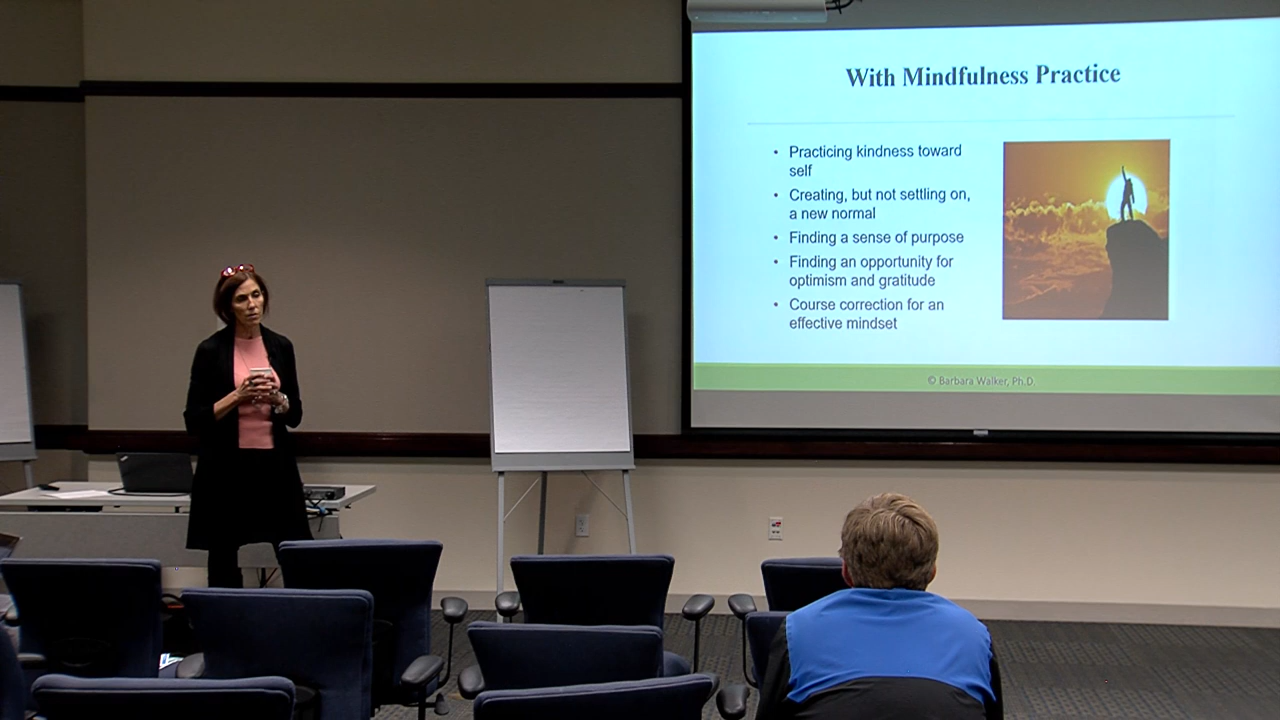 With Mindfulness Practice
• Practicing kindness toward
self
• Creating, but not settling on,
a new normal
• Finding a sense of purpose
• Finding an opportunity for
optimism and gratitude
• Course correction for an
effective mindset
© Barbara Walker, Ph.D.